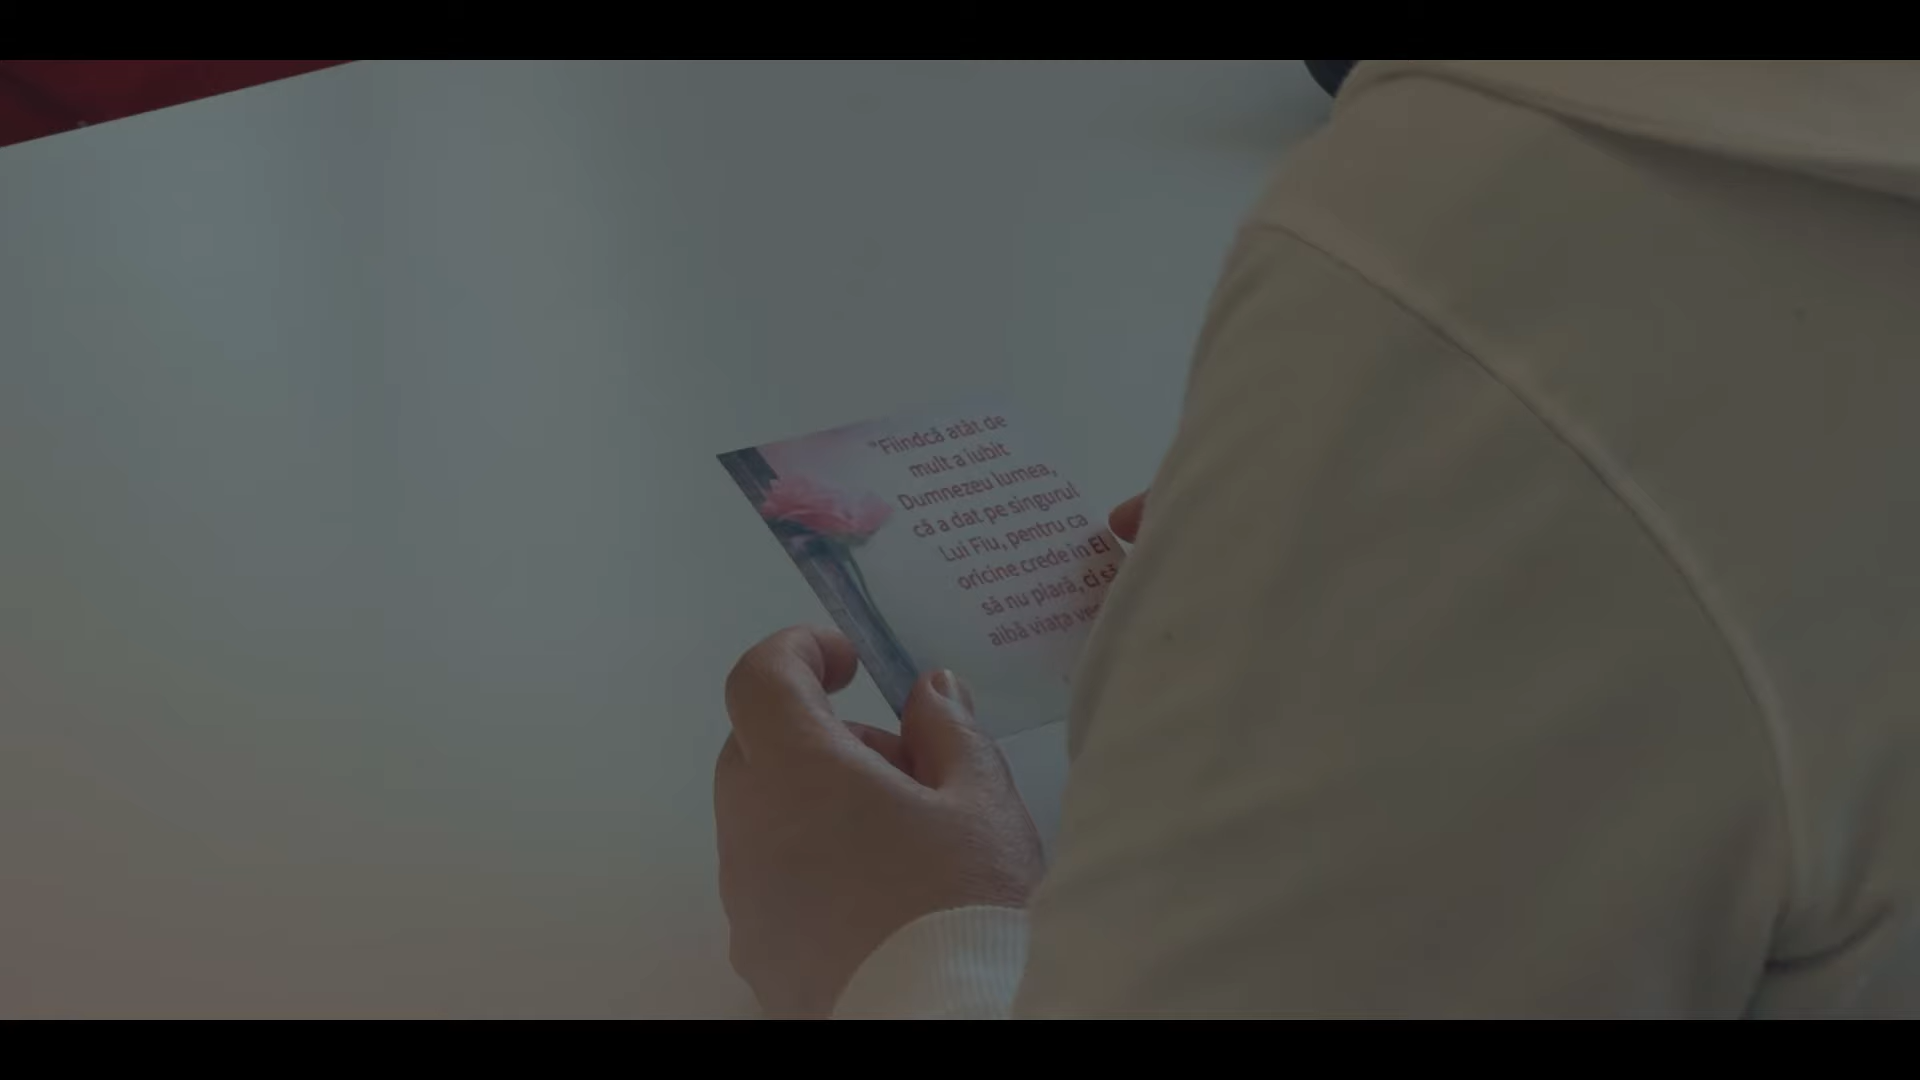 "Fiindcă atât de
mult a iubit
Dumnezeu lumea,
că a dat pe singurul
Lui Fiu, pentru ca
oricine crede în El
să nu piară, ci să
aibă viața